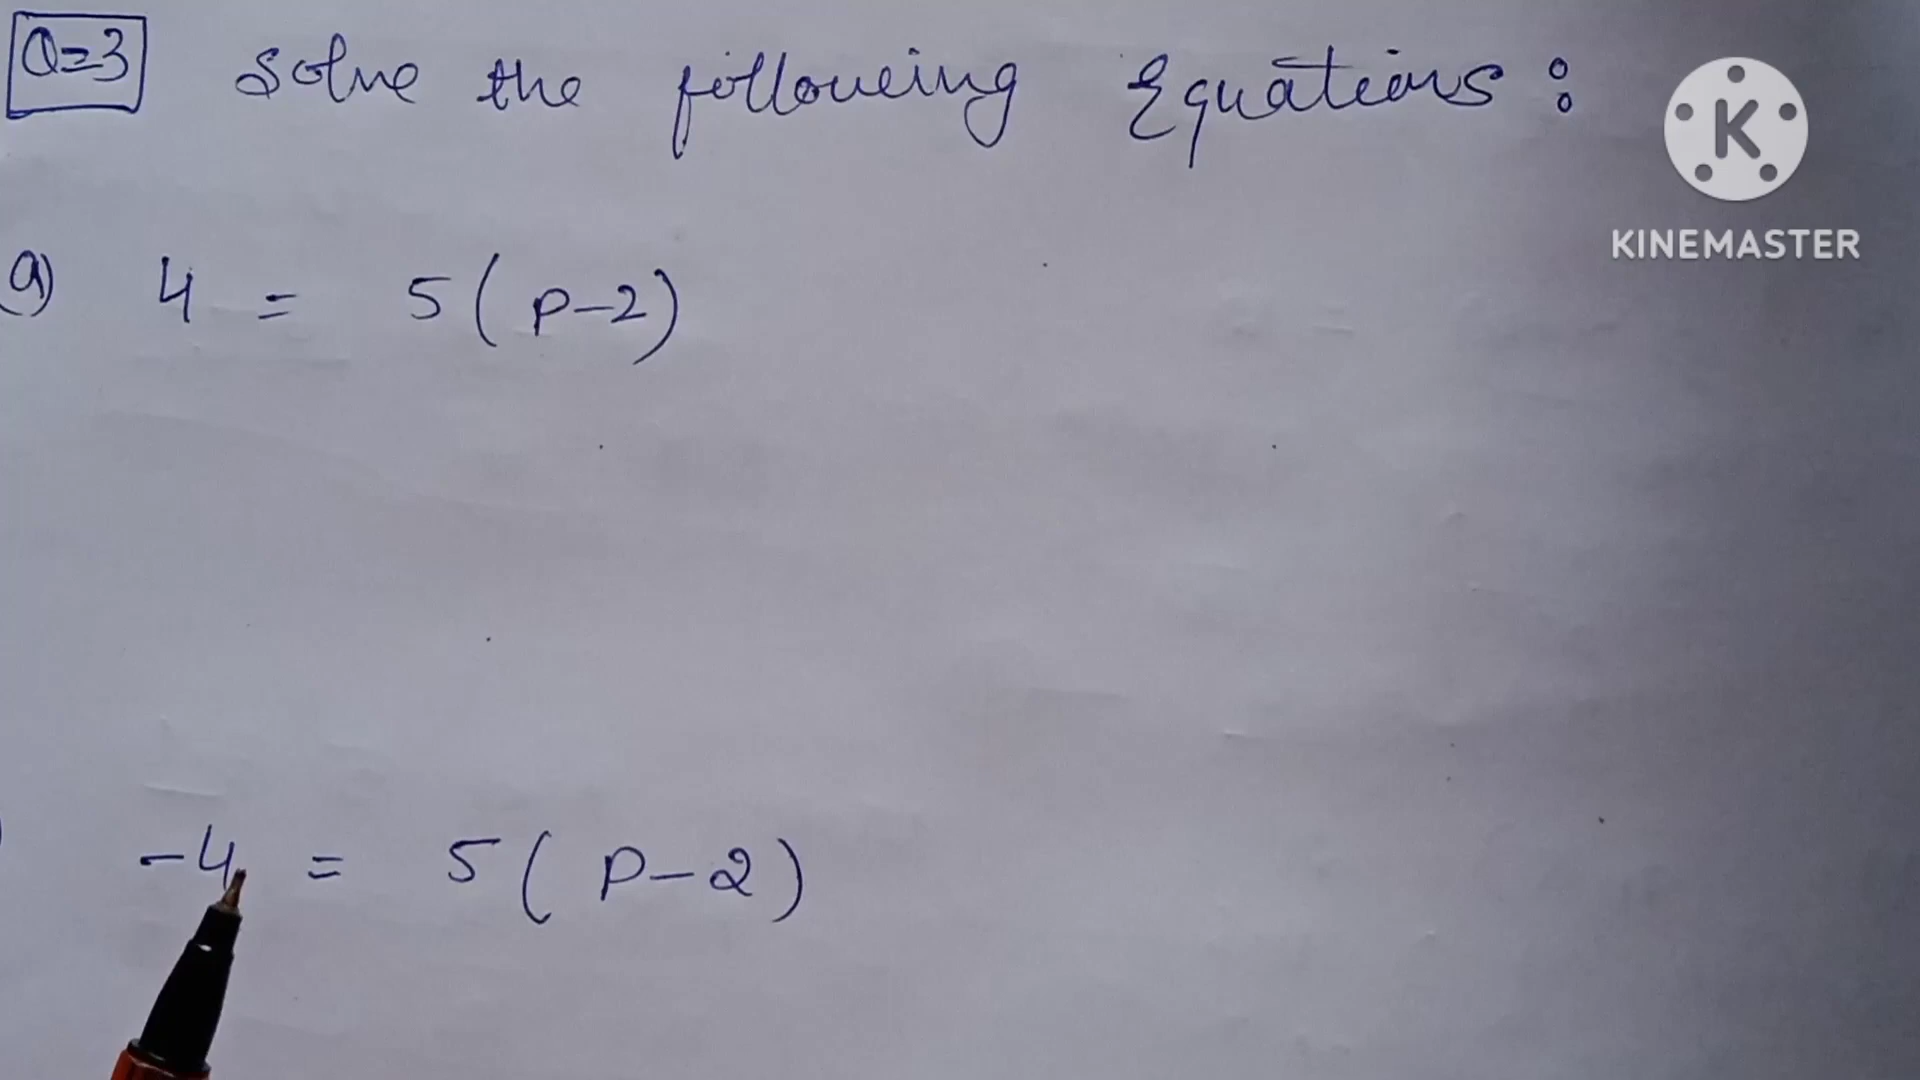 Q=3 Solve the following Equations:
KINEMASTER
a) 4 = 5(p-2)
-4 = 5(p-2)